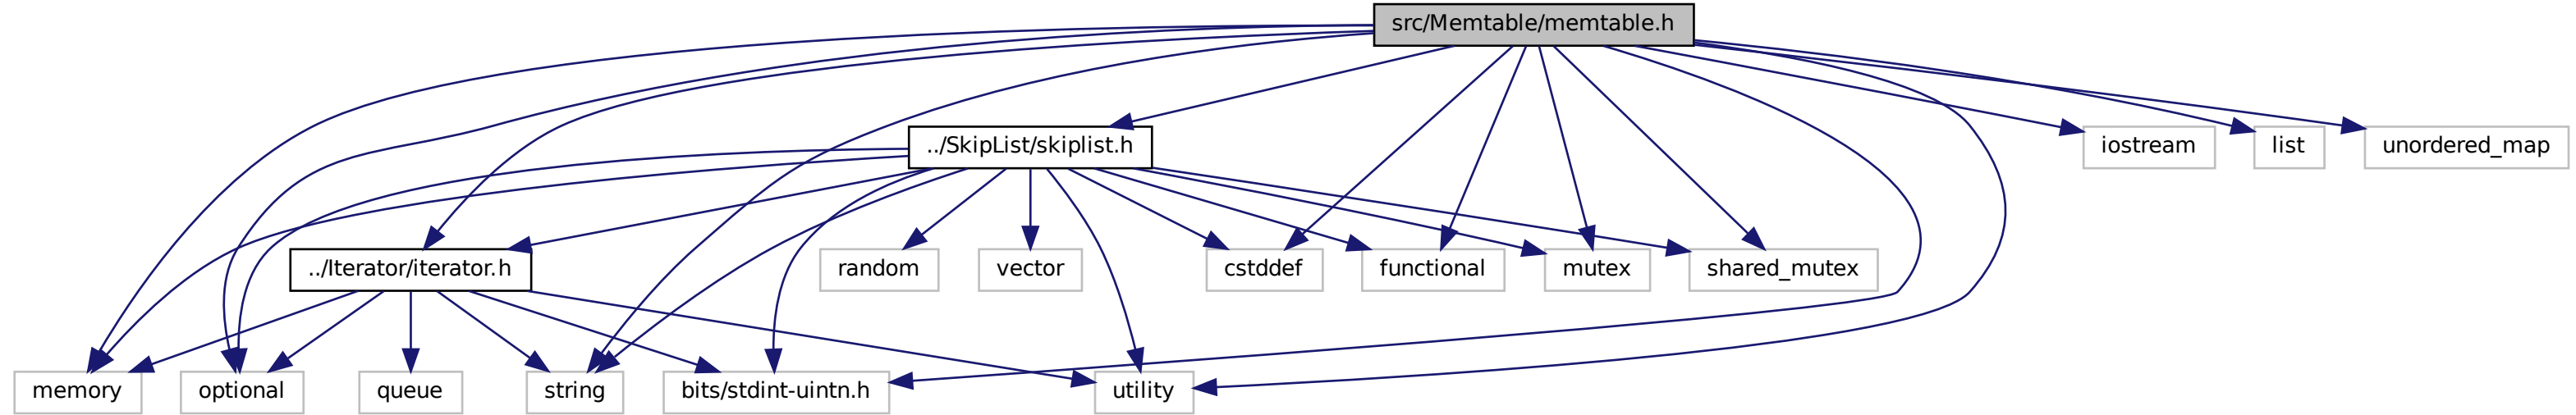 src/Memtable/memtable.h
../SkipList/skiplist.h
iostream
list
unordered_map
../Iterator/iterator.h
random
vector
cstddef
functional
mutex
shared_mutex
memory
optional
queue
string
bits/stdint-uintn.h
utility